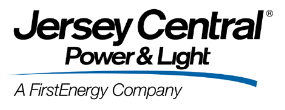 Jersey Central®
Power & Light
A FirstEnergy Company